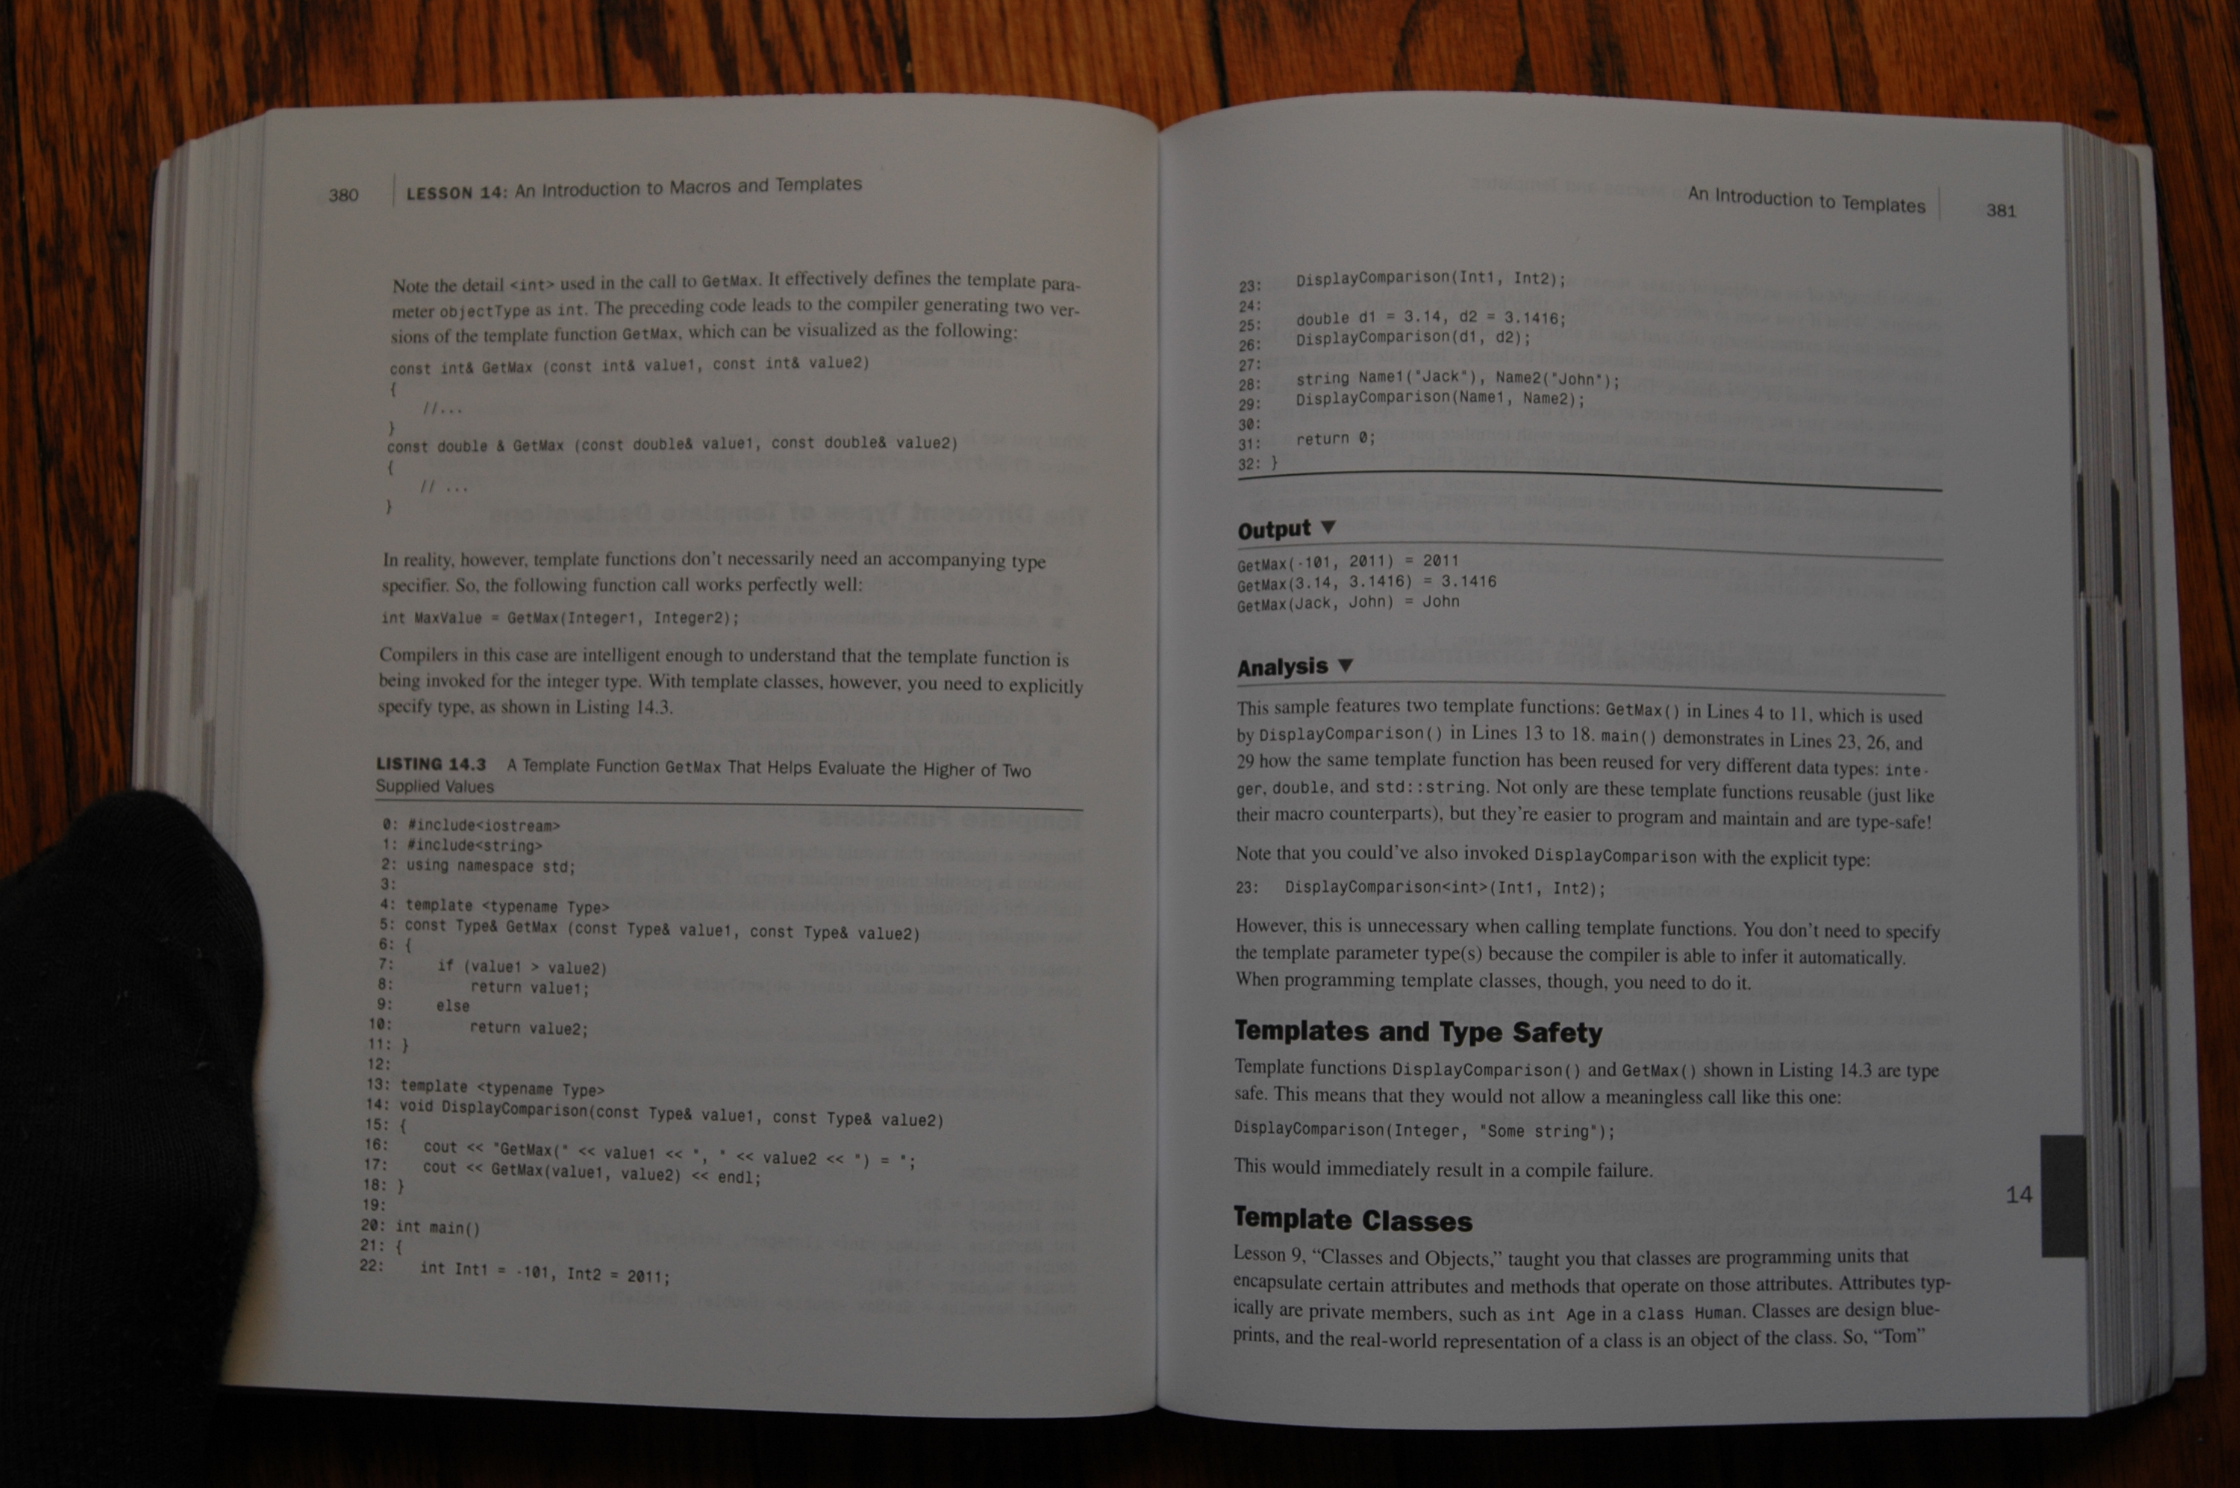 380 LESSON 14: An Introduction to Macros and Templates
Note the detail <int> used in the call to GetMax. It effectively defines the template para-
meter objectType as int. The preceding code leads to the compiler generating two ver-
sions of the template function GetMax, which can be visualized as the following:
const int& GetMax (const int& value1, const int& value2)
{
//...
}
const double & GetMax (const double& value1, const double& value2)
{
// ...
}
In reality, however, template functions don't necessarily need an accompanying type
specifier. So, the following function call works perfectly well:
int MaxValue = GetMax(Integer1, Integer2);
Compilers in this case are intelligent enough to understand that the template function is
being invoked for the integer type. With template classes, however, you need to explicitly
specify type, as shown in Listing 14.3.
LISTING 14.3 A Template Function GetMax That Helps Evaluate the Higher of Two
Supplied Values
0: #include<iostream>
1: #include<string>
2: using namespace std;
3:
4: template <typename Type>
5: const Type& GetMax (const Type& value1, const Type& value2)
6: {
7: if (value1 > value2)
8: return value1;
9: else
10: return value2;
11: }
12:
13: template <typename Type>
14: void DisplayComparison(const Type& value1, const Type& value2)
15: {
16: cout << "GetMax(" << value1 << ", " << value2 << ") = ";
17: cout << GetMax(value1, value2) << endl;
18: }
19:
20: int main()
21: {
22: int Int1 = -101, Int2 = 2011;
An Introduction to Templates 381
23: DisplayComparison(Int1, Int2);
24:
25: double d1 = 3.14, d2 = 3.1416;
26: DisplayComparison(d1, d2);
27:
28: string Name1("Jack"), Name2("John");
29: DisplayComparison(Name1, Name2);
30:
31: return 0;
32: }
Output ▼
GetMax(-101, 2011) = 2011
GetMax(3.14, 3.1416) = 3.1416
GetMax(Jack, John) = John
Analysis ▼
This sample features two template functions: GetMax() in Lines 4 to 11, which is used
by DisplayComparison() in Lines 13 to 18. main() demonstrates in Lines 23, 26, and
29 how the same template function has been reused for very different data types: inte-
ger, double, and std::string. Not only are these template functions reusable (just like
their macro counterparts), but they're easier to program and maintain and are type-safe!
Note that you could've also invoked DisplayComparison with the explicit type:
23: DisplayComparison<int>(Int1, Int2);
However, this is unnecessary when calling template functions. You don't need to specify
the template parameter type(s) because the compiler is able to infer it automatically.
When programming template classes, though, you need to do it.
Templates and Type Safety
Template functions DisplayComparison() and GetMax() shown in Listing 14.3 are type
safe. This means that they would not allow a meaningless call like this one:
DisplayComparison(Integer, "Some string");
This would immediately result in a compile failure.
14
Template Classes
Lesson 9, “Classes and Objects,” taught you that classes are programming units that
encapsulate certain attributes and methods that operate on those attributes. Attributes typ-
ically are private members, such as int Age in a class Human. Classes are design blue-
prints, and the real-world representation of a class is an object of the class. So, “Tom”